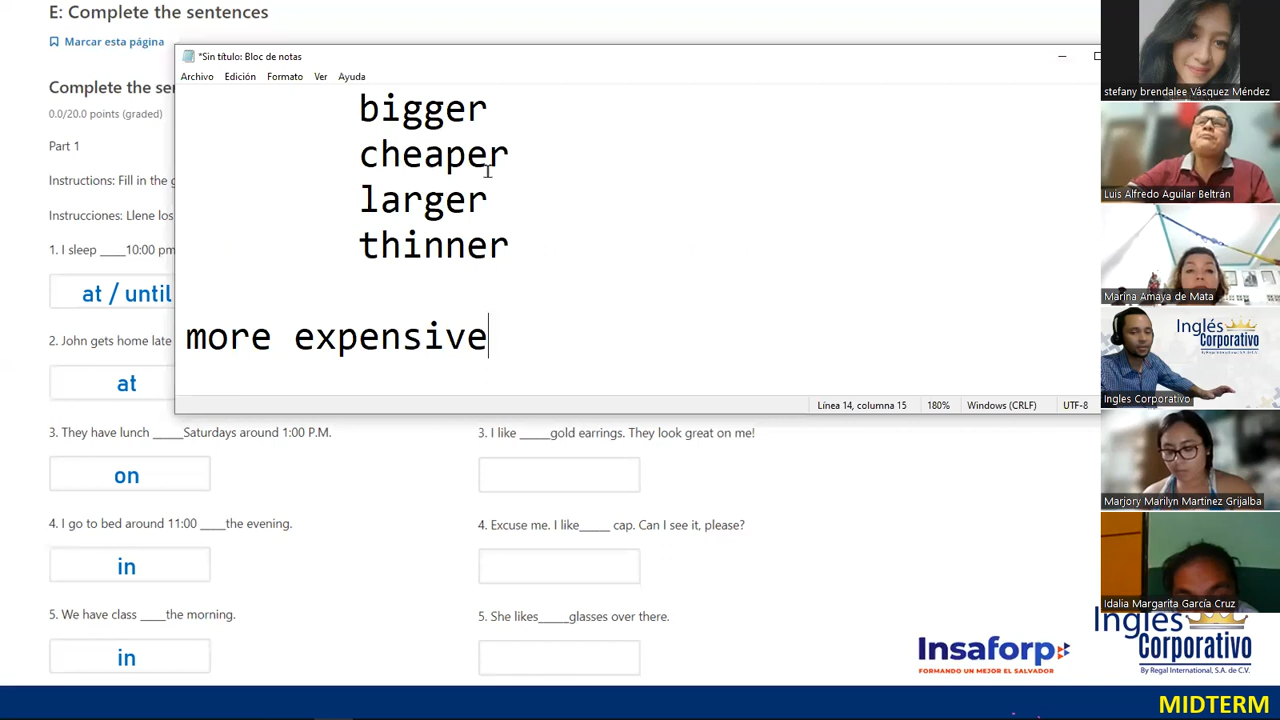 E: Complete the sentences
Marcar esta página
Complete the se
0.0/20.0 points (graded)
Part 1
Instructions: Fill in the
Instrucciones: Llene los
1. I sleep ____10:00 pm
at / until
2. John gets home late
at
3. They have lunch _____Saturdays around 1:00 P.M.
on
4. I go to bed around 11:00 ____the evening.
in
5. We have class ____the morning.
in
*Sin título: Bloc de notas
Archivo Edición Formato Ver Ayuda
bigger
cheaper
larger
thinner
more expensive
Línea 14, columna 15 180% Windows (CRLF) UTF-8
3. I like _____gold earrings. They look great on me!
4. Excuse me. I like_____ cap. Can I see it, please?
5. She likes_____glasses over there.
stefany brendalee Vásquez Méndez
Luis Alfredo Aguilar Beltrán
Marina Amaya de Mata
Inglés
Corporativo
Ingles Corporativo
Marjory Marilyn Martinez Grijalba
Idalia Margarita García Cruz
Insaforp
FORMANDO UN MEJOR EL SALVADOR
Inglés
Corporativo
By Regal International, S.A. de C.V.
MIDTERM